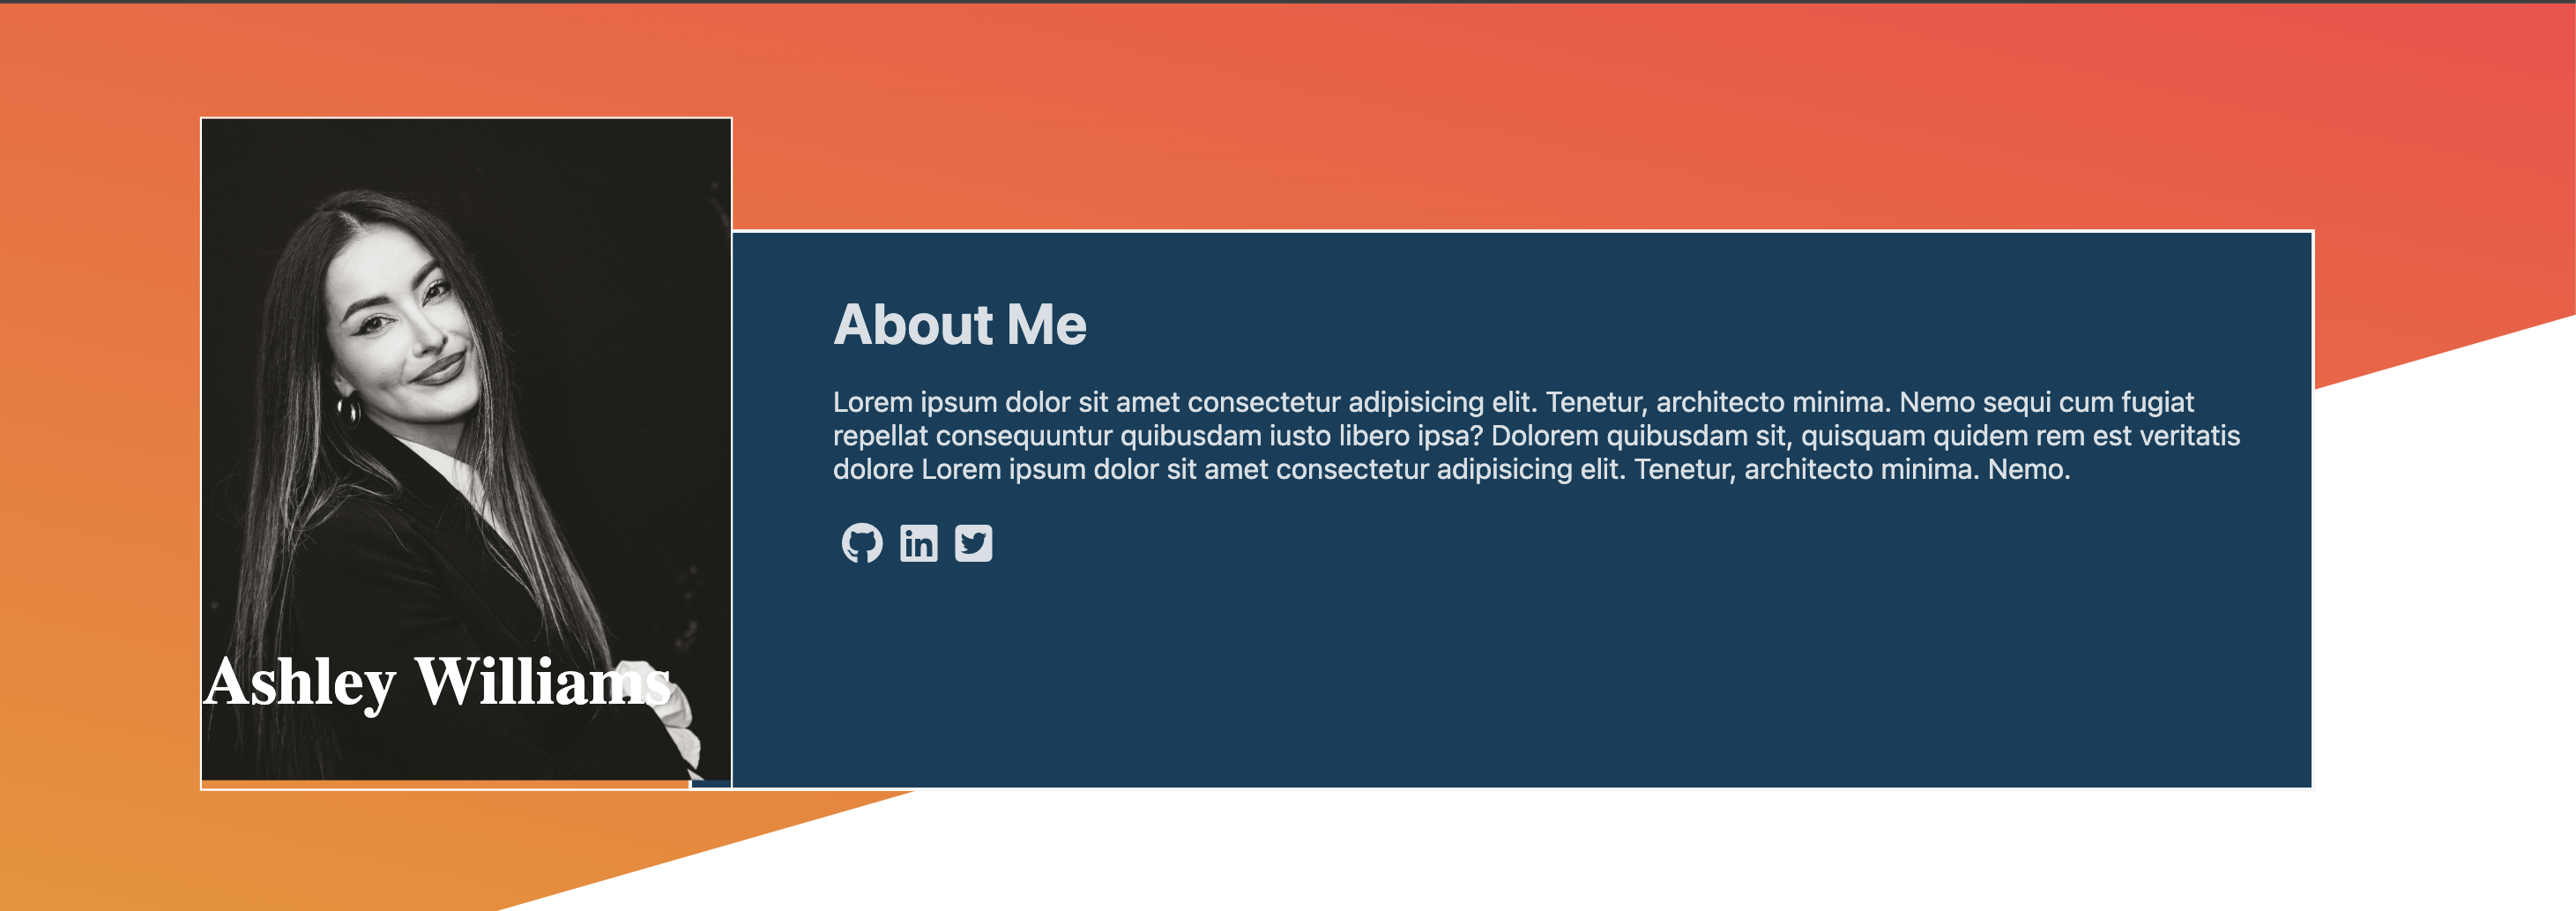 Ashley Williams
About Me
Lorem ipsum dolor sit amet consectetur adipisicing elit. Tenetur, architecto minima. Nemo sequi cum fugiat
repellat consequuntur quibusdam iusto libero ipsa? Dolorem quibusdam sit, quisquam quidem rem est veritatis
dolore Lorem ipsum dolor sit amet consectetur adipisicing elit. Tenetur, architecto minima. Nemo.
in